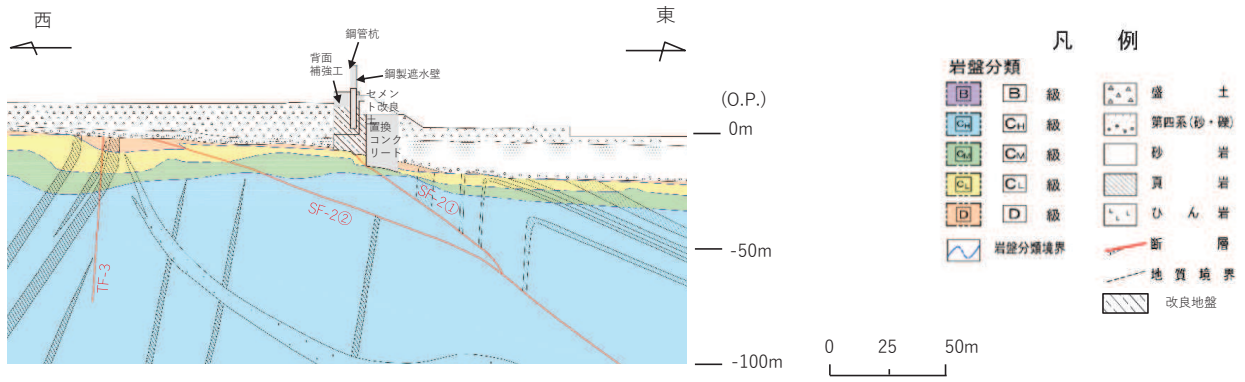 西
東
鋼管杭
背面
補強工
鋼製遮水壁
セメン
ト改良
土
置換
コンク
リート
(O.P.)
0m
-50m
-100m
SF-2①
SF-2②
TF-3
凡 例
岩盤分類
B B 級
CH CH 級
CM CM 級
CL CL 級
D D 級
岩盤分類境界
盛 土
第四系(砂・礫)
砂 岩
頁 岩
ひ ん 岩
断 層
地 質 境 界
改良地盤
0 25 50m